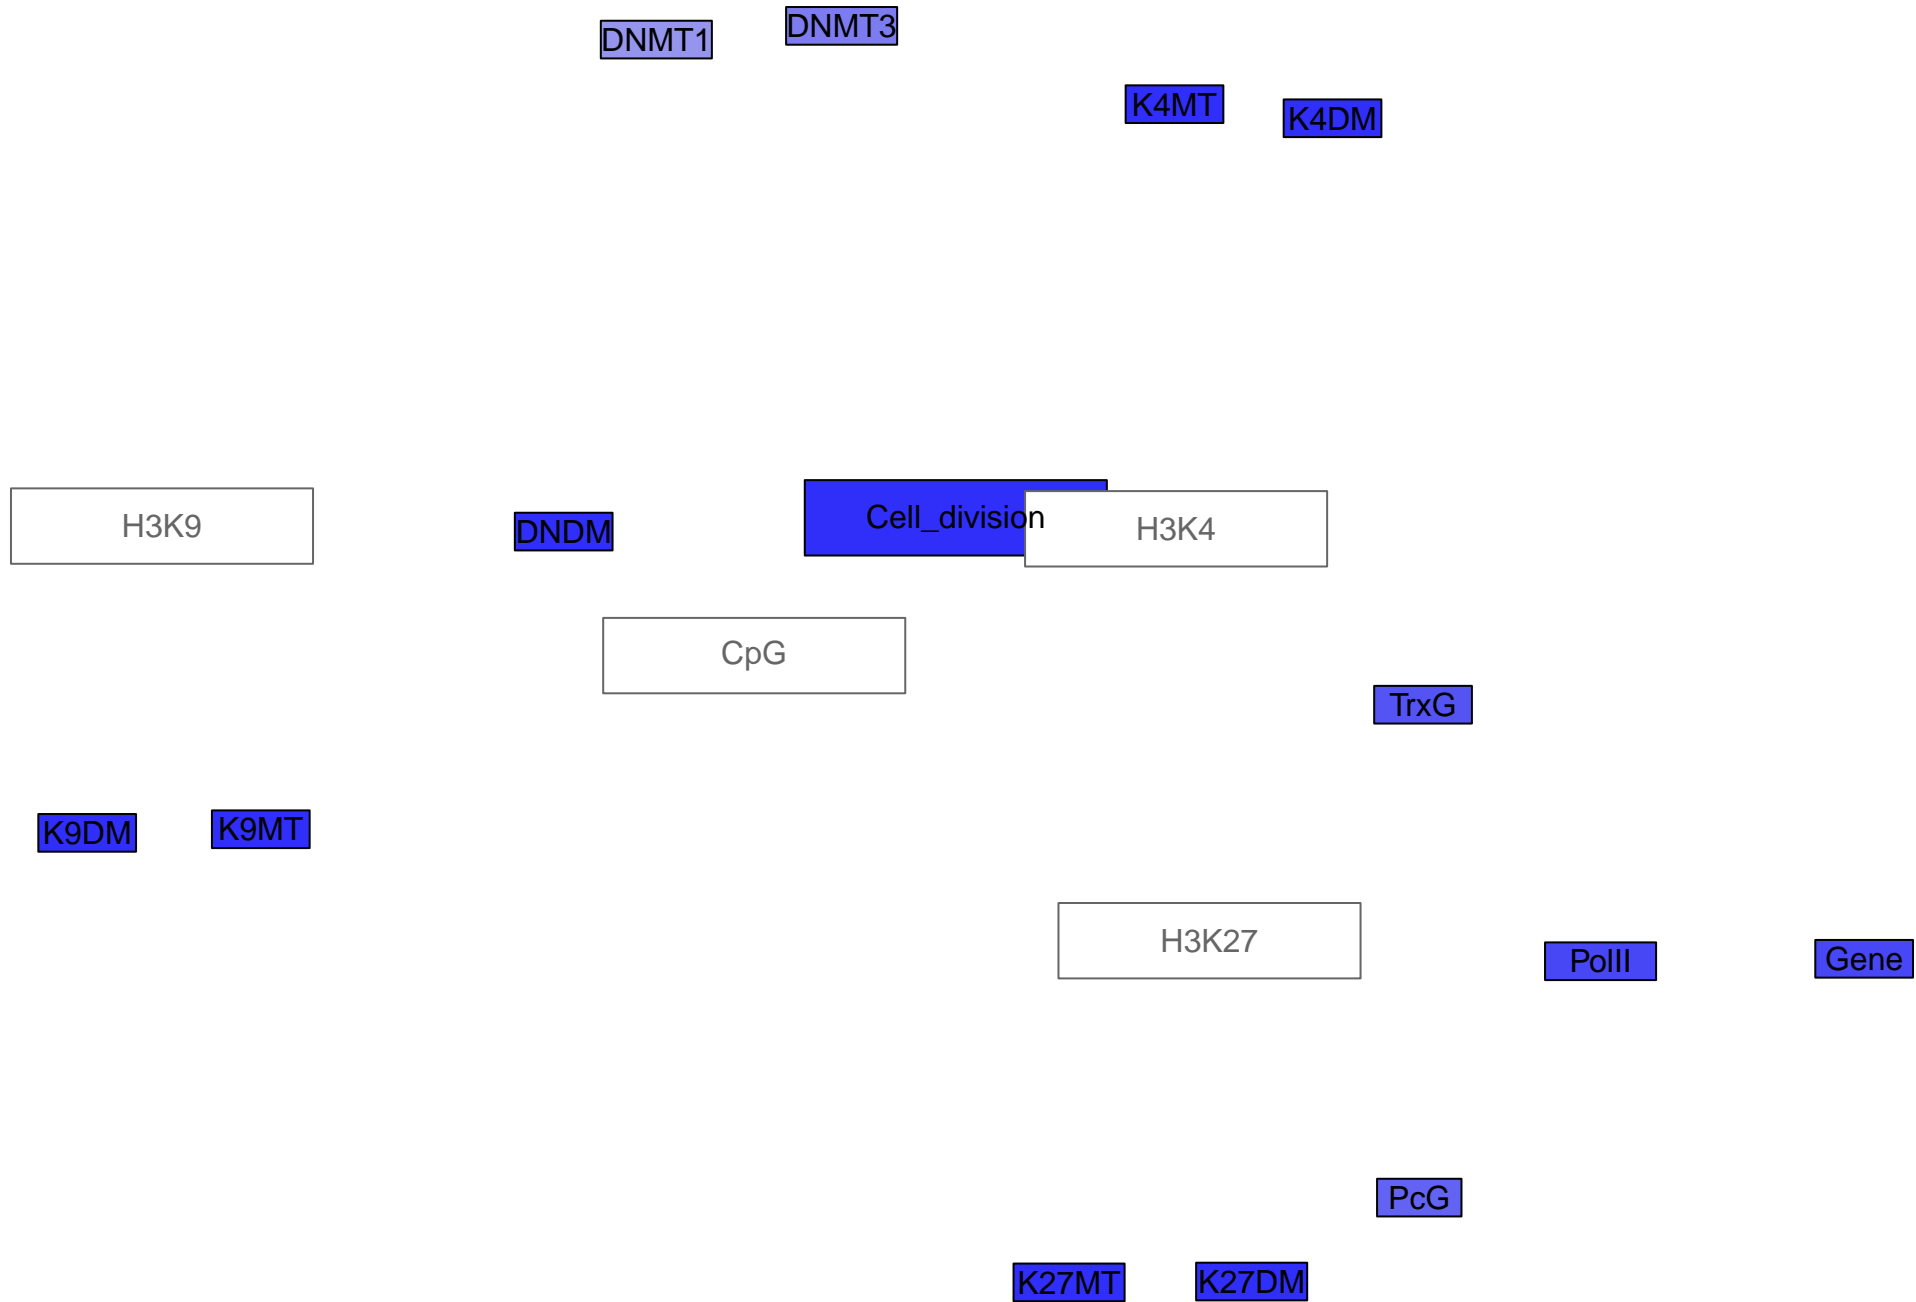 DNMT1
DNMT3
K4MT
K4DM
H3K9
DNDM
Cell_division
H3K4
CpG
TrxG
K9DM
K9MT
H3K27
PolII
Gene
PcG
K27MT
K27DM